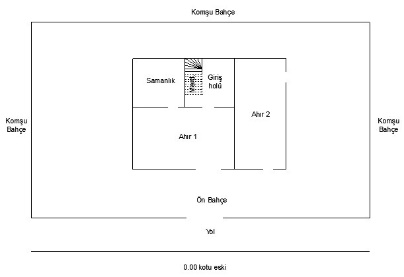 Komşu Bahçe
Samanlık
Giriş
holü
Komşu
Bahçe
Ahır 2
Komşu
Bahçe
Ahır 1
Ön Bahçe
Yol
0.00 kotu eski